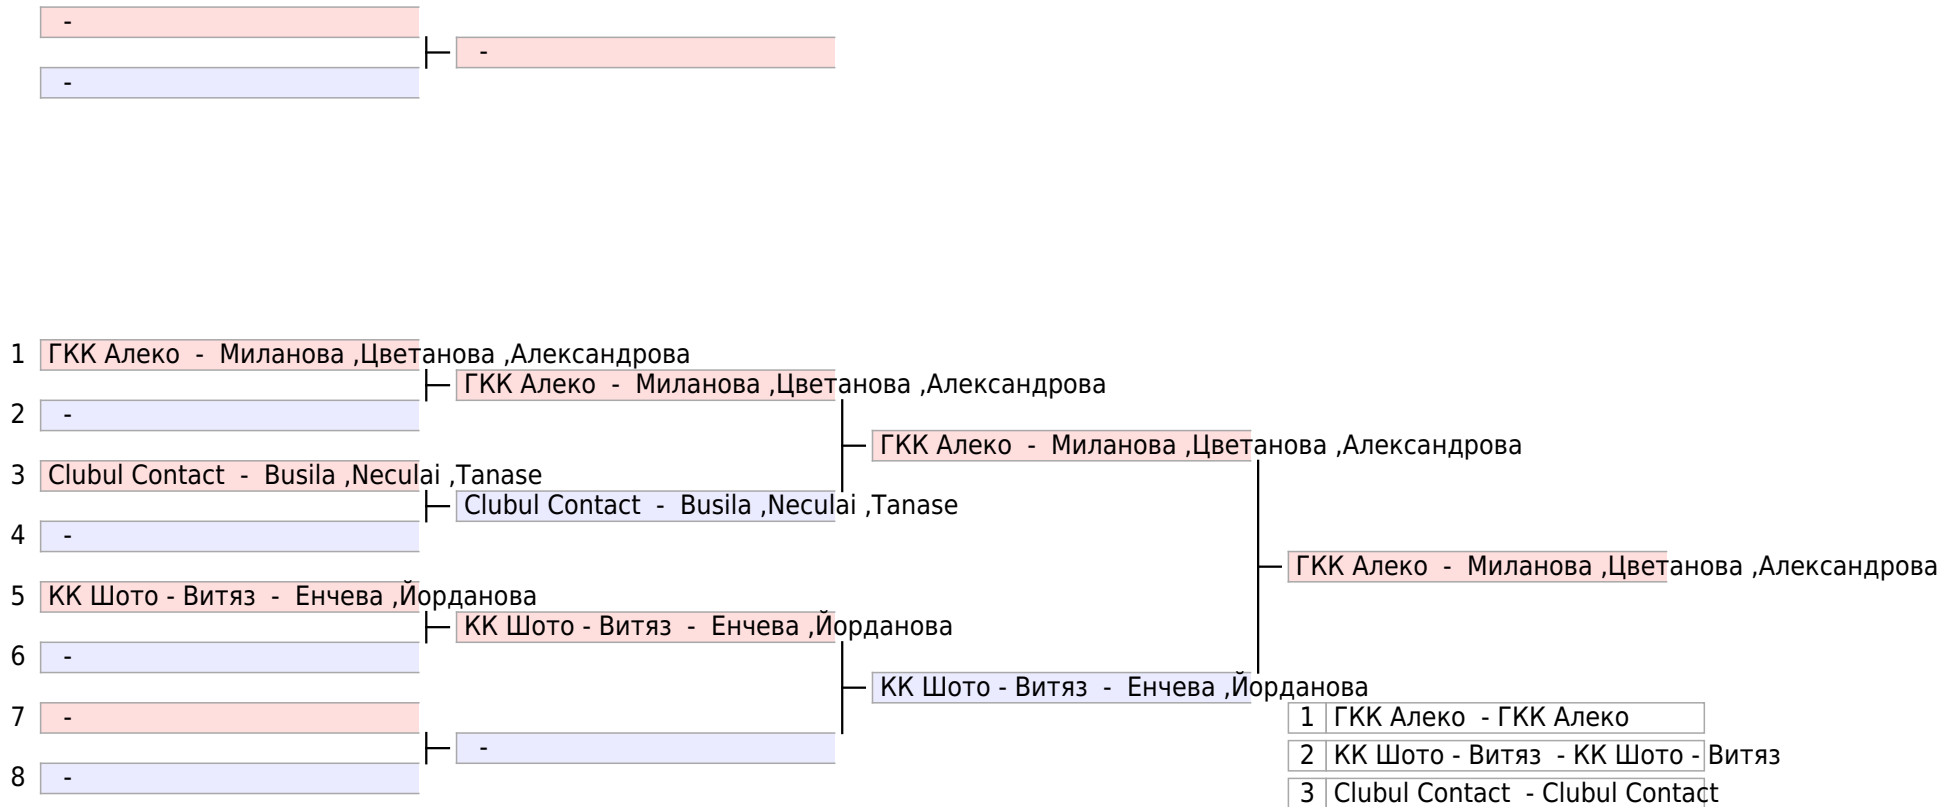 -
-
-
1 ГКК Алеко - Миланова ,Цветанова ,Александрова
ГКК Алеко - Миланова ,Цветанова ,Александрова
2 -
ГКК Алеко - Миланова ,Цветанова ,Александрова
3 Clubul Contact - Busila ,Neculai ,Tanase
Clubul Contact - Busila ,Neculai ,Tanase
4 -
ГКК Алеко - Миланова ,Цветанова ,Александрова
5 КК Шото - Витяз - Енчева ,Йорданова
КК Шото - Витяз - Енчева ,Йорданова
6 -
КК Шото - Витяз - Енчева ,Йорданова
7 -
1 ГКК Алеко - ГКК Алеко
-
2 КК Шото - Витяз - КК Шото - Витяз
8 -
3 Clubul Contact - Clubul Contact